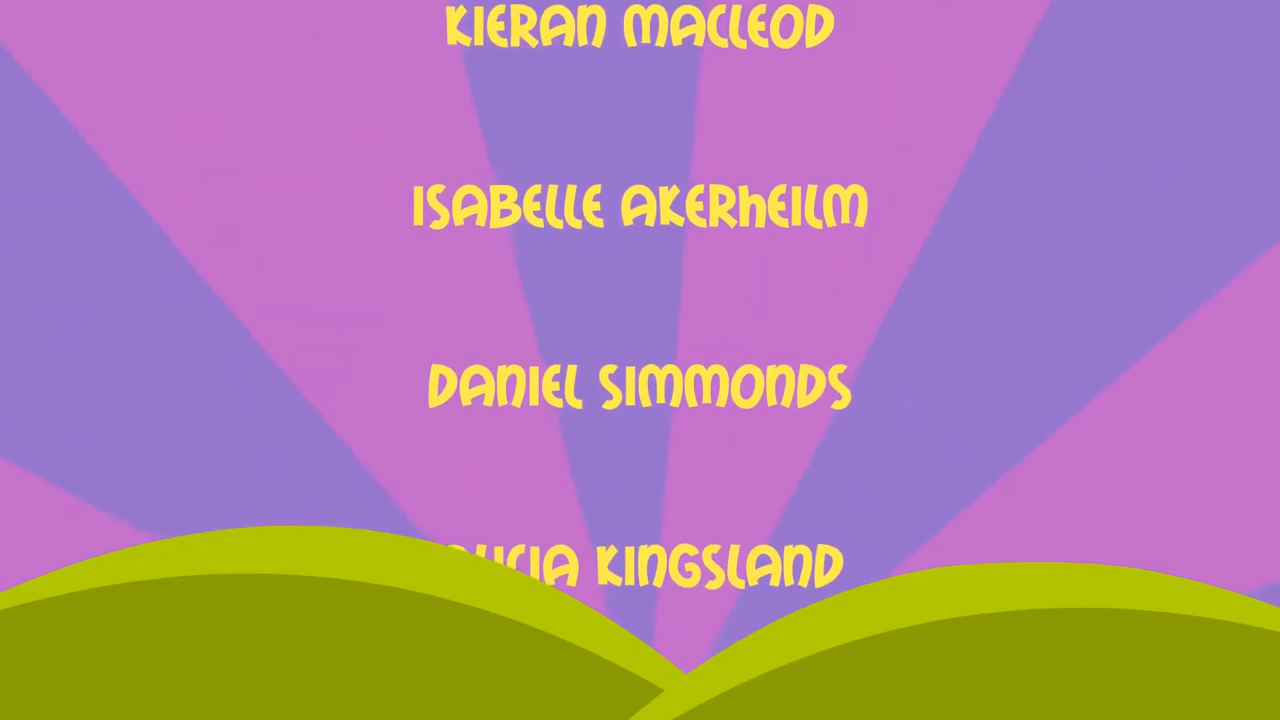 KIERAN MACLEOD
ISABELLE AKERhEILM
DANIEL SIMMONDS
KINGSLAND